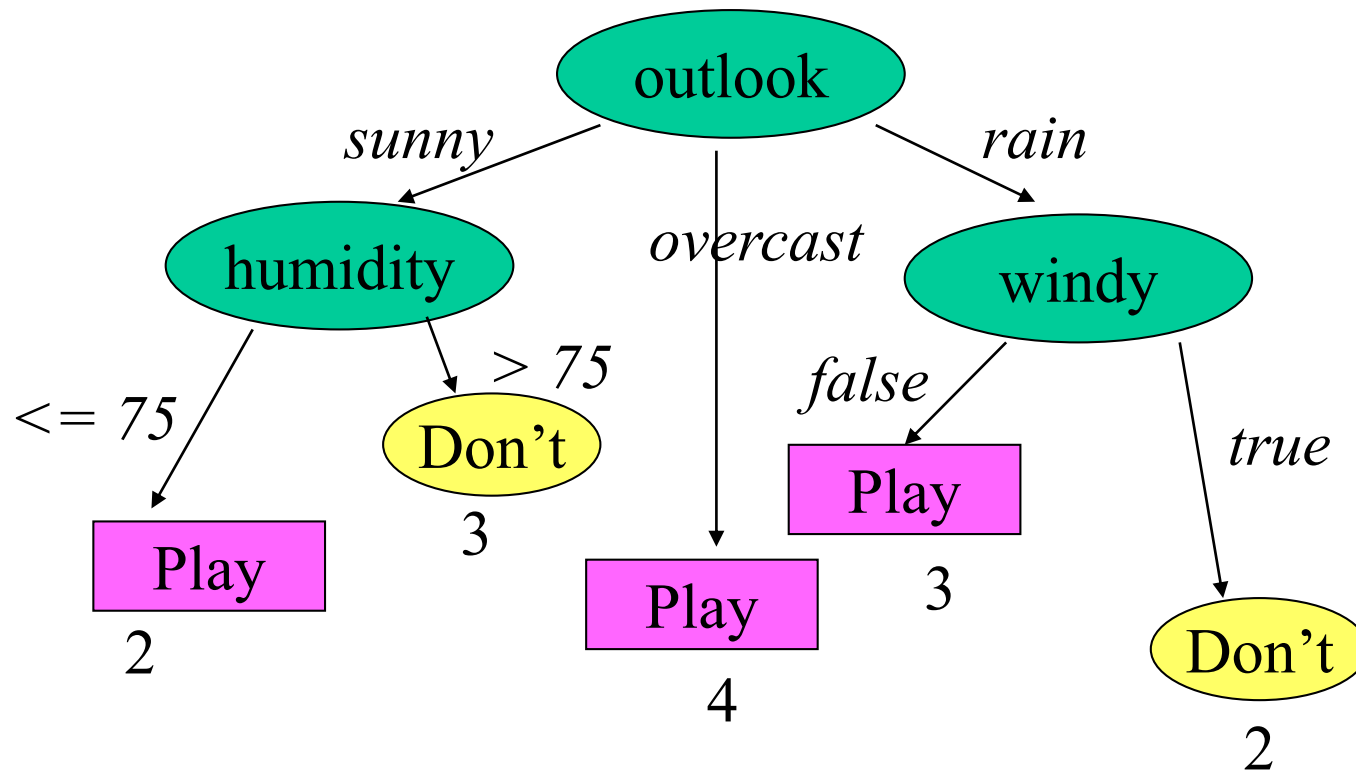 outlook
sunny
rain
overcast
humidity
windy
<= 75
> 75
false
true
Don’t
3
Play
3
Play
2
Play
4
Don’t
2